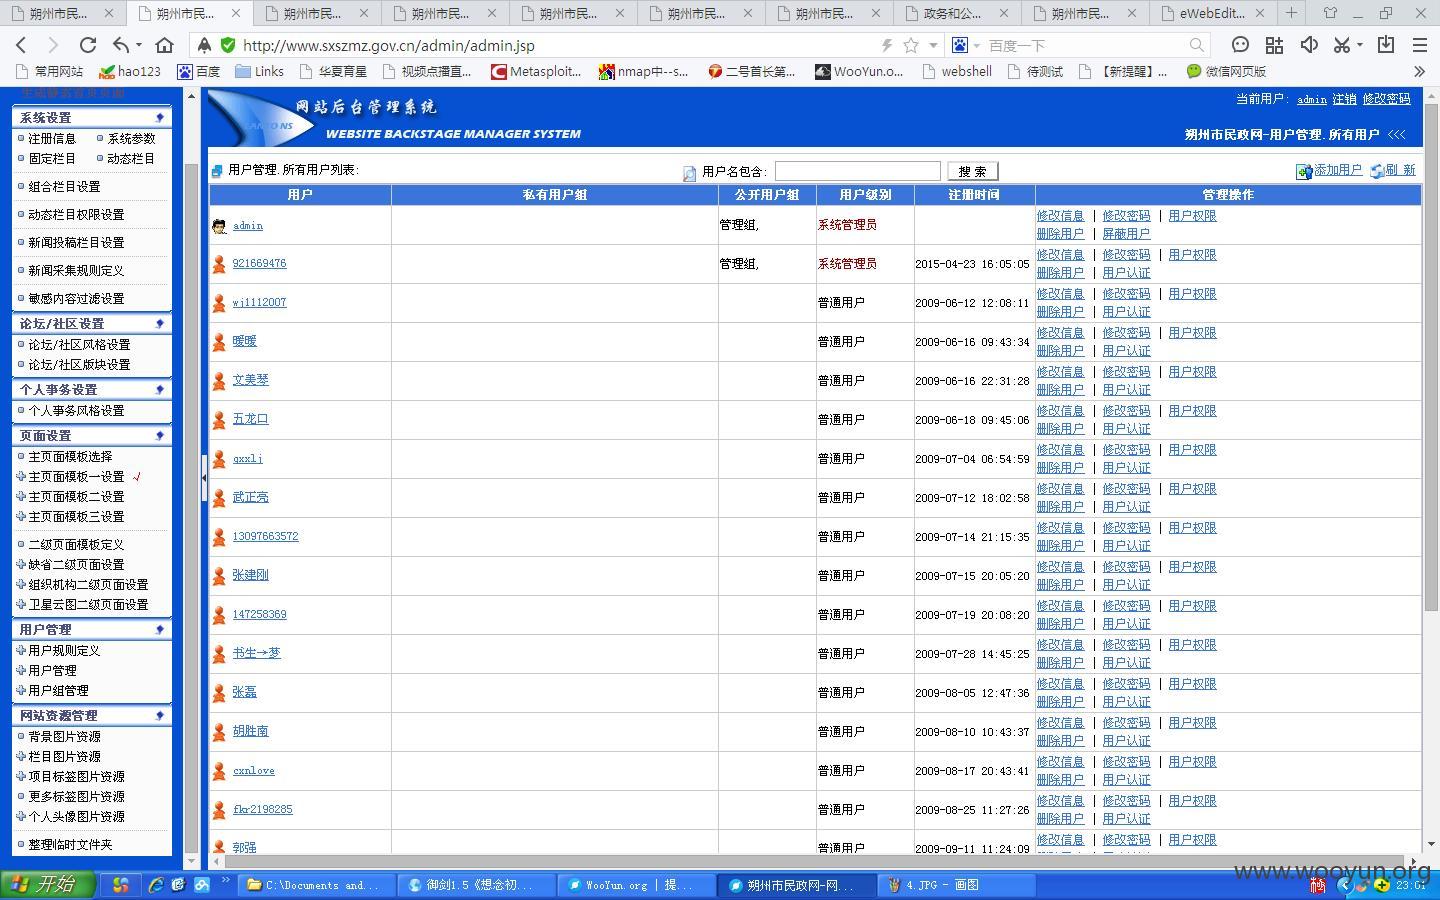 朔州市民... 朔州市民... 朔州市民... 朔州市民... 朔州市民... 朔州市民... 朔州市民... 政务和公... 朔州市民... eWebEdit...
http://www.sxszmz.gov.cn/admin/admin.jsp 百度一下
常用网站 hao123 百度 Links 华夏育星 视频点播直... Metasploit... nmap中--s... 二号首长第... WooYun.o... webshell 待测试 【新提醒】... 微信网页版
系统设置
注册信息 系统参数
固定栏目 动态栏目
组合栏目设置
动态栏目权限设置
新闻投稿栏目设置
新闻采集规则定义
敏感内容过滤设置
论坛/社区设置
论坛/社区风格设置
论坛/社区版块设置
个人事务设置
个人事务风格设置
页面设置
主页面模板选择
主页面模板一设置 √
主页面模板二设置
主页面模板三设置
二级页面模板定义
缺省二级页面设置
组织机构二级页面设置
卫星云图二级页面设置
用户管理
用户规则定义
用户管理
用户组管理
网站资源管理
背景图片资源
栏目图片资源
项目标签图片资源
更多标签图片资源
个人头像图片资源
整理临时文件夹
网站后台管理系统
WEBSITE BACKSTAGE MANAGER SYSTEM
当前用户: admin 注销 修改密码
朔州市民政网-用户管理.所有用户 <<<
用户管理.所有用户列表: 用户名包含: 搜 索 添加用户 刷 新
用户 私有用户组 公开用户组 用户级别 注册时间 管理操作
admin 管理组, 系统管理员 修改信息 | 修改密码 | 用户权限
删除用户 | 屏蔽用户
921669476 管理组, 系统管理员 2015-04-23 16:05:05 修改信息 | 修改密码 | 用户权限
删除用户 | 用户认证
wj1112007 普通用户 2009-06-12 12:08:11 修改信息 | 修改密码 | 用户权限
删除用户 | 用户认证
暖暖 普通用户 2009-06-16 09:43:34 修改信息 | 修改密码 | 用户权限
删除用户 | 用户认证
文美琴 普通用户 2009-06-16 22:31:28 修改信息 | 修改密码 | 用户权限
删除用户 | 用户认证
五龙口 普通用户 2009-06-18 09:45:06 修改信息 | 修改密码 | 用户权限
删除用户 | 用户认证
qxxlj 普通用户 2009-07-04 06:54:59 修改信息 | 修改密码 | 用户权限
删除用户 | 用户认证
武正亮 普通用户 2009-07-12 18:02:58 修改信息 | 修改密码 | 用户权限
删除用户 | 用户认证
13097663572 普通用户 2009-07-14 21:15:35 修改信息 | 修改密码 | 用户权限
删除用户 | 用户认证
张建刚 普通用户 2009-07-15 20:05:20 修改信息 | 修改密码 | 用户权限
删除用户 | 用户认证
147258369 普通用户 2009-07-19 20:08:20 修改信息 | 修改密码 | 用户权限
删除用户 | 用户认证
书生→梦 普通用户 2009-07-28 14:45:25 修改信息 | 修改密码 | 用户权限
删除用户 | 用户认证
张磊 普通用户 2009-08-05 12:47:36 修改信息 | 修改密码 | 用户权限
删除用户 | 用户认证
胡胜南 普通用户 2009-08-10 10:43:37 修改信息 | 修改密码 | 用户权限
删除用户 | 用户认证
cxnlove 普通用户 2009-08-17 20:43:41 修改信息 | 修改密码 | 用户权限
删除用户 | 用户认证
fkr2198285 普通用户 2009-08-25 11:27:26 修改信息 | 修改密码 | 用户权限
删除用户 | 用户认证
郭强 普通用户 2009-09-11 11:24:09 修改信息 | 修改密码 | 用户权限
www.wooyun.org
开始 C:\Documents and... 御剑1.5《想念初... WooYun.org | 提... 朔州市民政网-网... 4.JPG - 画图